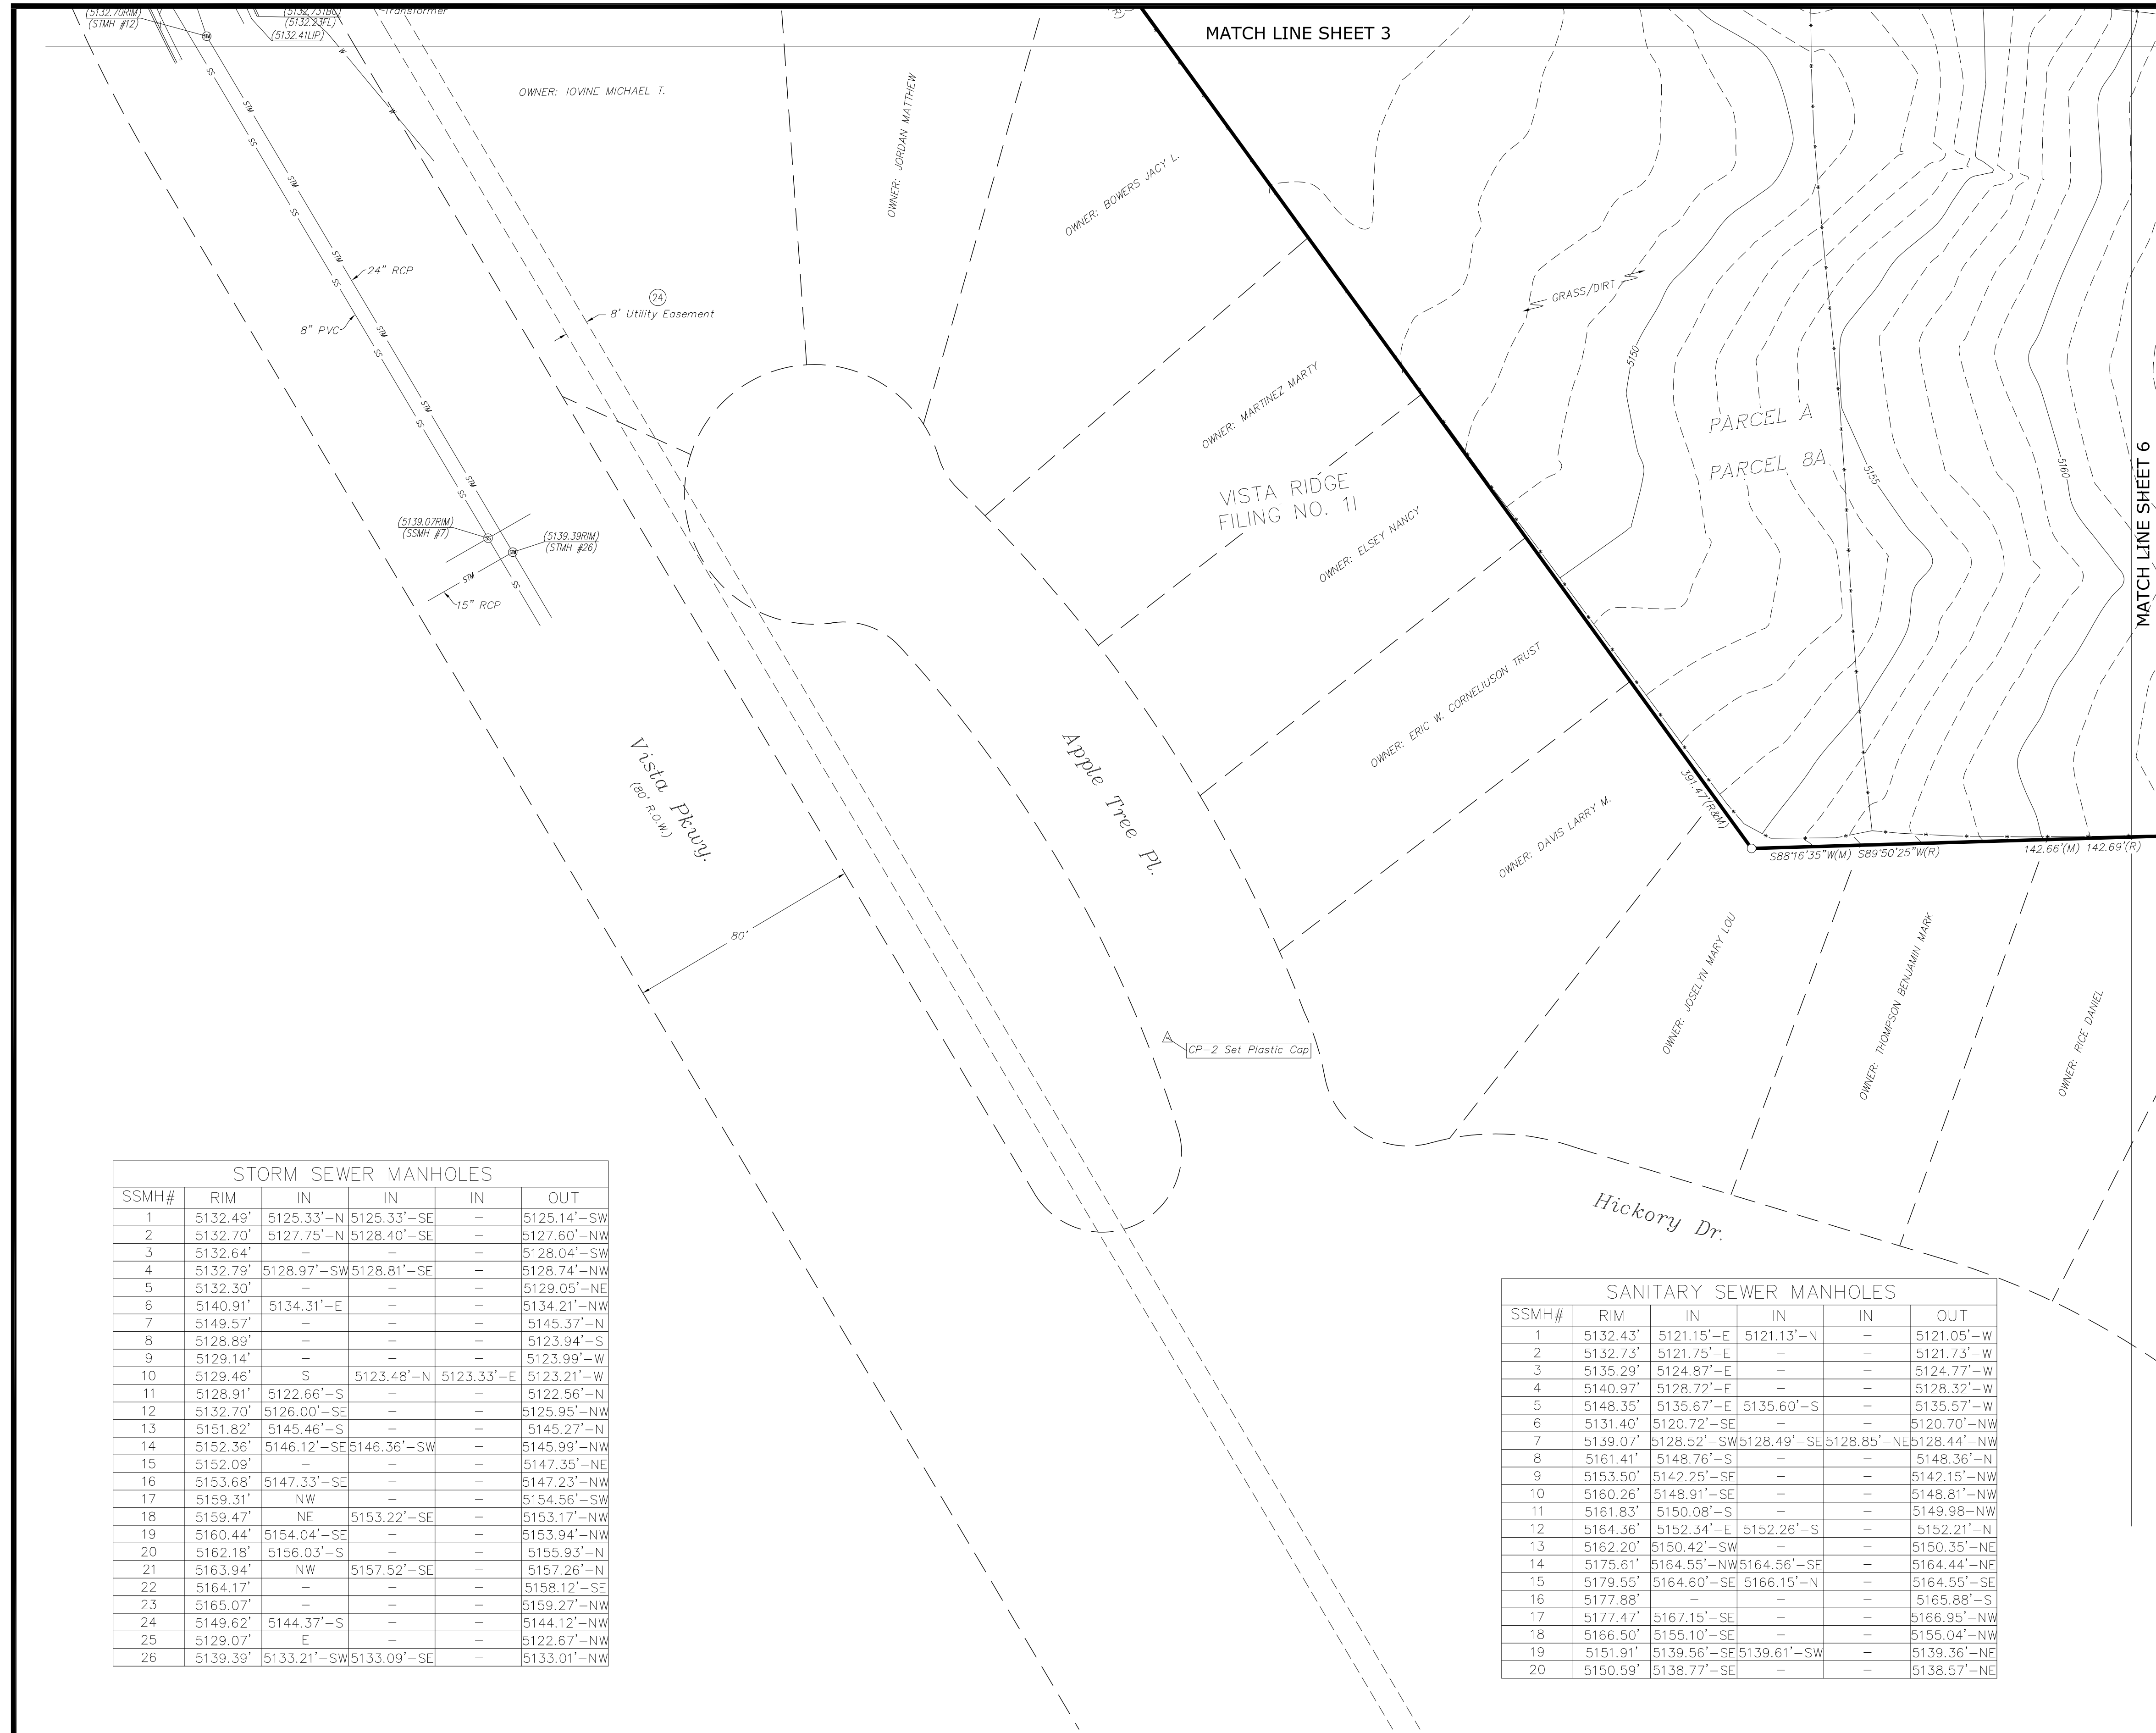 MATCH LINE SHEET 3
(5132.70RIM)
(STMH #12)
(5132.73TBC)
(5132.23FL)
(5132.41LIP)
Transformer
OWNER: IOVINE MICHAEL T.
OWNER: JORDAN MATTHEW
OWNER: BOWERS JACY L.
24" RCP
8" PVC
24
8' Utility Easement
GRASS/DIRT
5150
OWNER: MARTINEZ MARTY
PARCEL A
PARCEL 8A
5155
5160
MATCH LINE SHEET 6
VISTA RIDGE
FILING NO. 1I
OWNER: ELSEY NANCY
(5139.07RIM)
(SSMH #7)
(5139.39RIM)
(STMH #26)
15" RCP
STM
SS
W
OWNER: ERIC W. CORNELIUSON TRUST
Vista Pkwy.
(80' R.O.W.)
Apple Tree Pl.
391.47'(R&M)
OWNER: DAVIS LARRY M.
S88°16'35"W(M) S89°50'25"W(R)
142.66'(M) 142.69'(R)
80'
OWNER: JOSELYN MARY LOU
OWNER: THOMPSON BENJAMIN MARK
OWNER: RICE DANIEL
CP-2 Set Plastic Cap
Hickory Dr.
STORM SEWER MANHOLES
SSMH# RIM IN IN IN OUT
1 5132.49' 5125.33'-N 5125.33'-SE - 5125.14'-SW
2 5132.70' 5127.75'-N 5128.40'-SE - 5127.60'-NW
3 5132.64' - - - 5128.04'-SW
4 5132.79' 5128.97'-SW 5128.81'-SE - 5128.74'-NW
5 5132.30' - - - 5129.05'-NE
6 5140.91' 5134.31'-E - - 5134.21'-NW
7 5149.57' - - - 5145.37'-N
8 5128.89' - - - 5123.94'-S
9 5129.14' - - - 5123.99'-W
10 5129.46' S 5123.48'-N 5123.33'-E 5123.21'-W
11 5128.91' 5122.66'-S - - 5122.56'-N
12 5132.70' 5126.00'-SE - - 5125.95'-NW
13 5151.82' 5145.46'-S - - 5145.27'-N
14 5152.36' 5146.12'-SE 5146.36'-SW - 5145.99'-NW
15 5152.09' - - - 5147.35'-NE
16 5153.68' 5147.33'-SE - - 5147.23'-NW
17 5159.31' NW - - 5154.56'-SW
18 5159.47' NE 5153.22'-SE - 5153.17'-NW
19 5160.44' 5154.04'-SE - - 5153.94'-NW
20 5162.18' 5156.03'-S - - 5155.93'-N
21 5163.94' NW 5157.52'-SE - 5157.26'-N
22 5164.17' - - - 5158.12'-SE
23 5165.07' - - - 5159.27'-NW
24 5149.62' 5144.37'-S - - 5144.12'-NW
25 5129.07' E - - 5122.67'-NW
26 5139.39' 5133.21'-SW 5133.09'-SE - 5133.01'-NW
SANITARY SEWER MANHOLES
SSMH# RIM IN IN IN OUT
1 5132.43' 5121.15'-E 5121.13'-N - 5121.05'-W
2 5132.73' 5121.75'-E - - 5121.73'-W
3 5135.29' 5124.87'-E - - 5124.77'-W
4 5140.97' 5128.72'-E - - 5128.32'-W
5 5148.35' 5135.67'-E 5135.60'-S - 5135.57'-W
6 5131.40' 5120.72'-SE - - 5120.70'-NW
7 5139.07' 5128.52'-SW 5128.49'-SE 5128.85'-NE 5128.44'-NW
8 5161.41' 5148.76'-S - - 5148.36'-N
9 5153.50' 5142.25'-SE - - 5142.15'-NW
10 5160.26' 5148.91'-SE - - 5148.81'-NW
11 5161.83' 5150.08'-S - - 5149.98-NW
12 5164.36' 5152.34'-E 5152.26'-S - 5152.21'-N
13 5162.20' 5150.42'-SW - - 5150.35'-NE
14 5175.61' 5164.55'-NW 5164.56'-SE - 5164.44'-NE
15 5179.55' 5164.60'-SE 5166.15'-N - 5164.55'-SE
16 5177.88' - - - 5165.88'-S
17 5177.47' 5167.15'-SE - - 5166.95'-NW
18 5166.50' 5155.10'-SE - - 5155.04'-NW
19 5151.91' 5139.56'-SE 5139.61'-SW - 5139.36'-NE
20 5150.59' 5138.77'-SE - - 5138.57'-NE